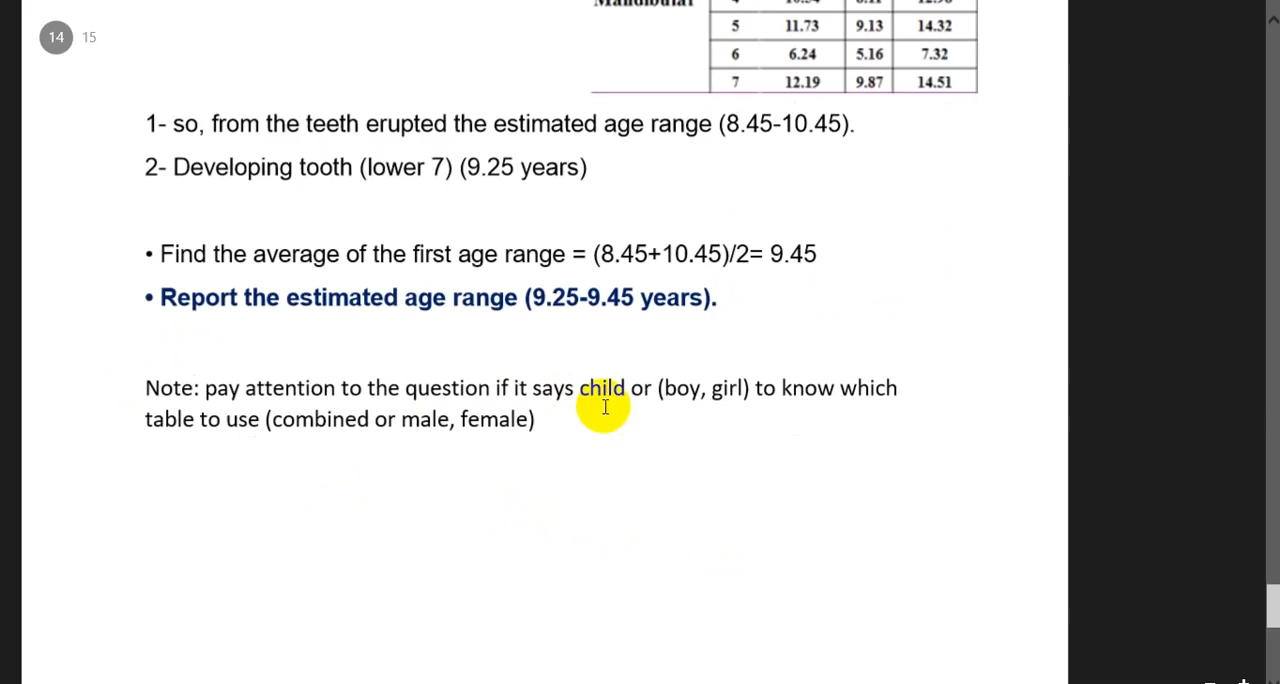 Mandibular
14 15
5 11.73 9.13 14.32
6 6.24 5.16 7.32
7 12.19 9.87 14.51
1- so, from the teeth erupted the estimated age range (8.45-10.45).
2- Developing tooth (lower 7) (9.25 years)
• Find the average of the first age range = (8.45+10.45)/2= 9.45
• Report the estimated age range (9.25-9.45 years).
Note: pay attention to the question if it says child or (boy, girl) to know which
table to use (combined or male, female)